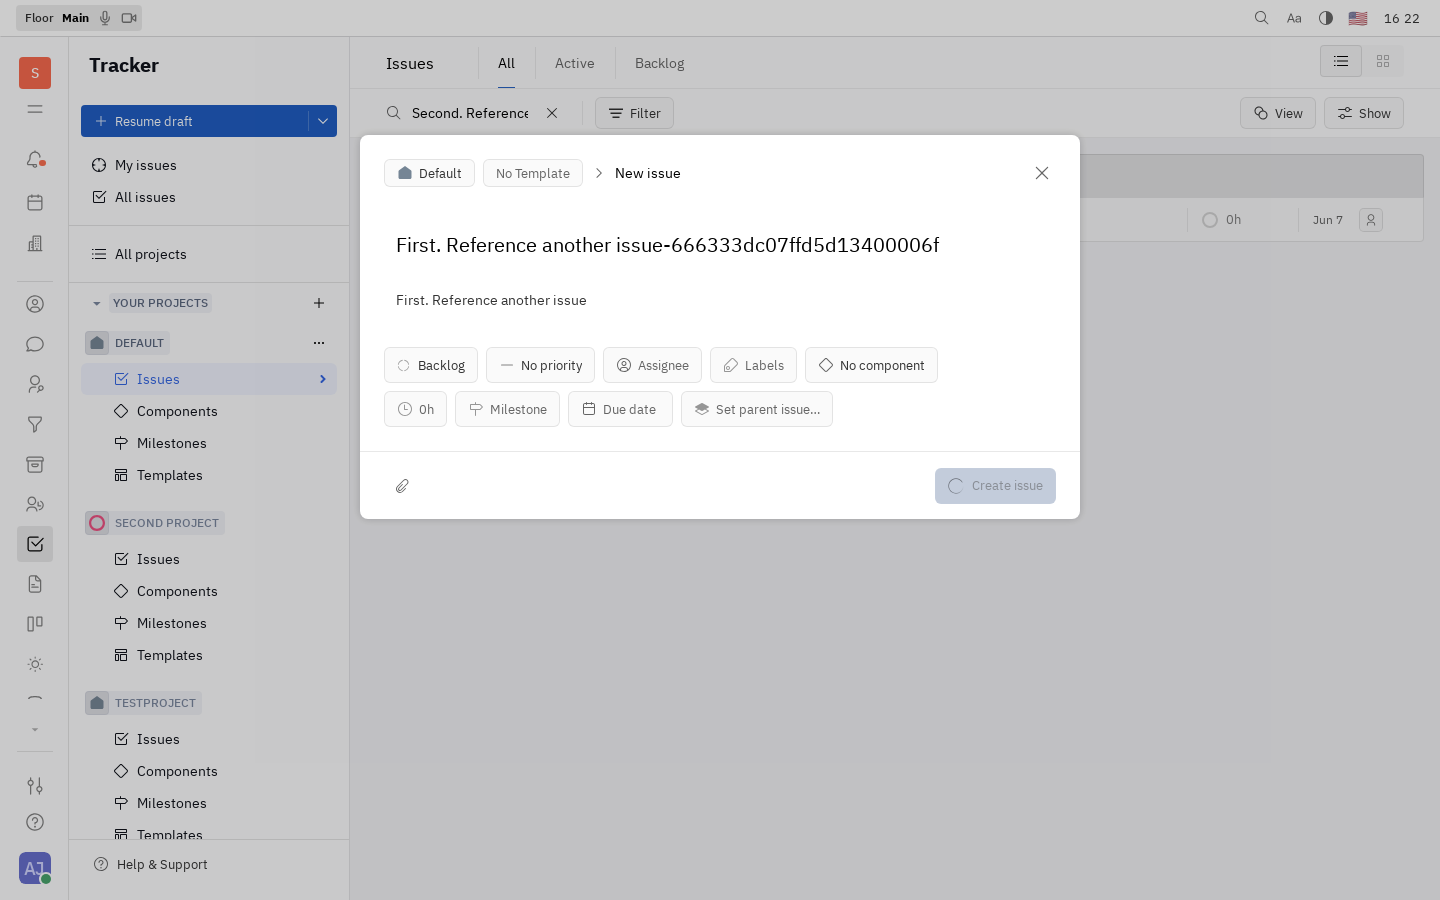 Floor Main
Aa
16 22
S
Tracker
Resume draft
My issues
All issues
All projects
YOUR PROJECTS
DEFAULT
Issues
Components
Milestones
Templates
SECOND PROJECT
Issues
Components
Milestones
Templates
TESTPROJECT
Issues
Components
Milestones
Templates
Help & Support
AJ
Issues
All
Active
Backlog
Second. Reference
Filter
View
Show
0h
Jun 7
Default
No Template
New issue
First. Reference another issue-666333dc07ffd5d13400006f
First. Reference another issue
Backlog
No priority
Assignee
Labels
No component
0h
Milestone
Due date
Set parent issue...
Create issue